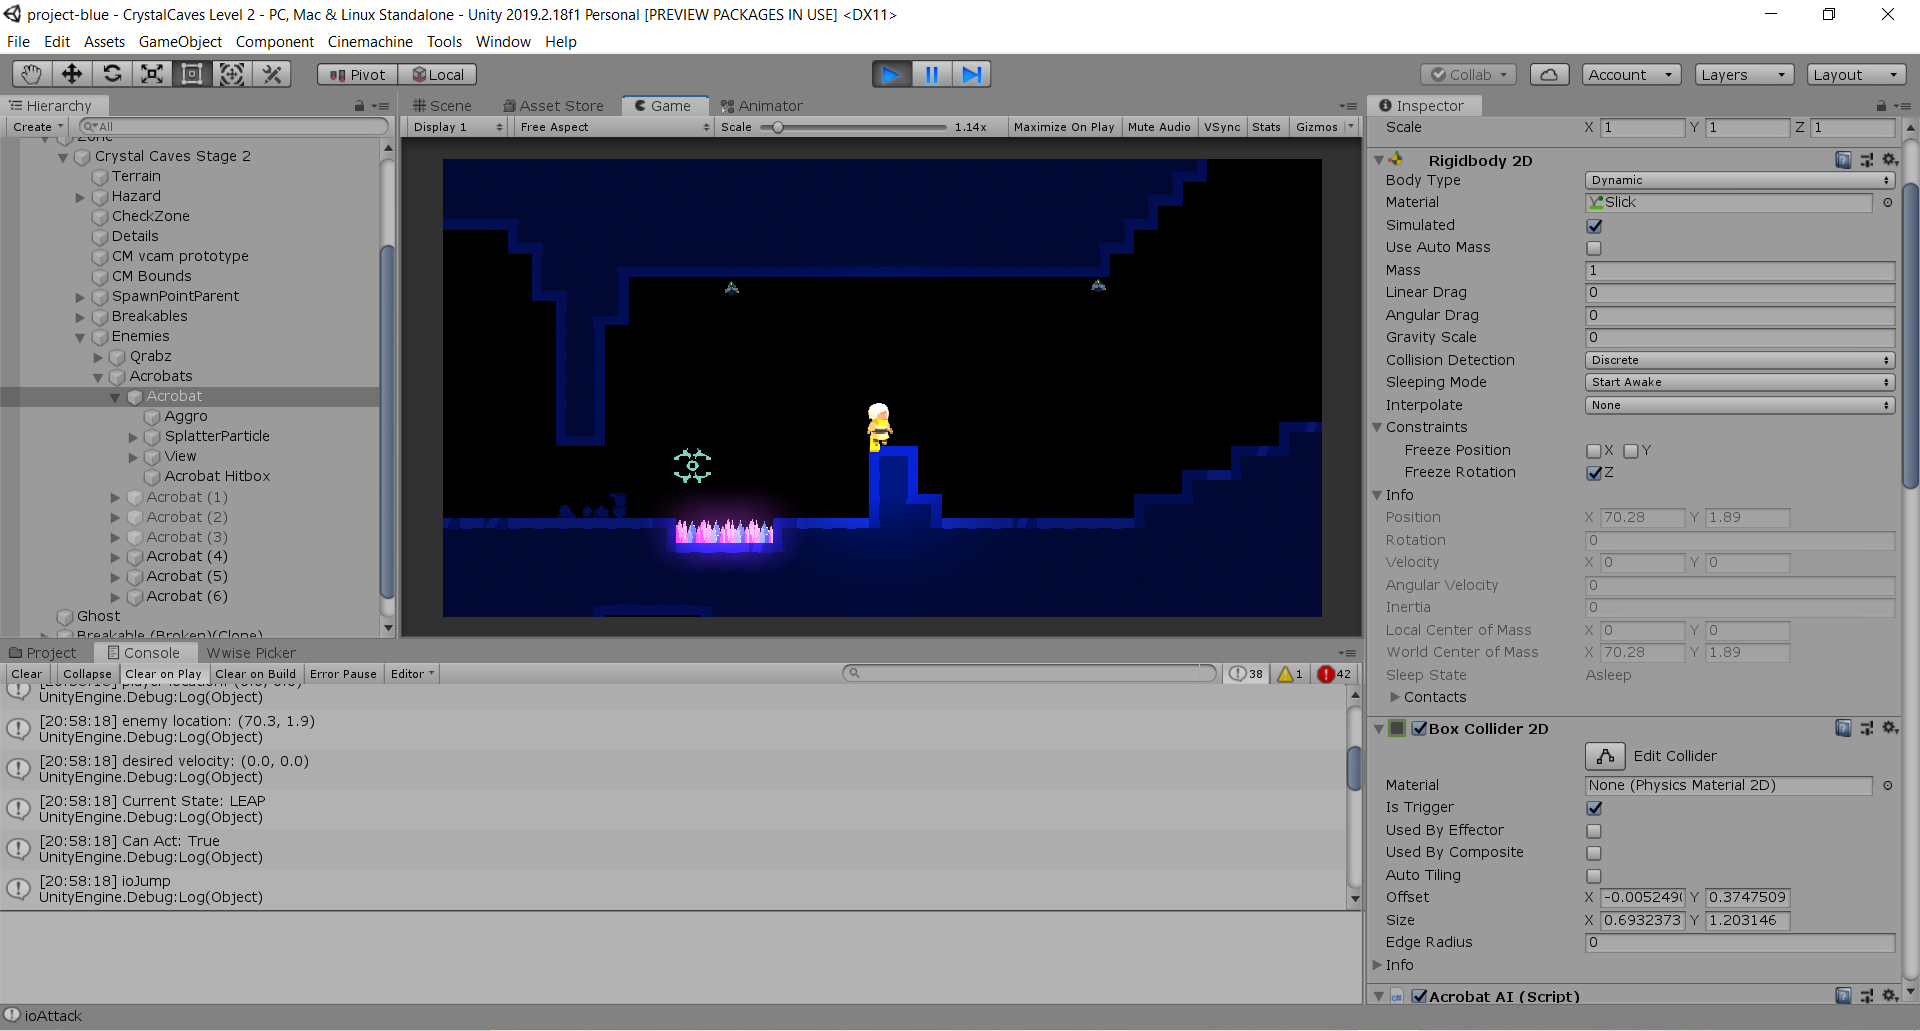 project-blue - CrystalCaves Level 2 - PC, Mac & Linux Standalone - Unity 2019.2.18f1 Personal [PREVIEW PACKAGES IN USE] <DX11>
File Edit Assets GameObject Component Cinemachine Tools Window Help
Pivot Local Collab Account Layers Layout
Hierarchy
Create All
Zone
Crystal Caves Stage 2
Terrain
Hazard
CheckZone
Details
CM vcam prototype
CM Bounds
SpawnPointParent
Breakables
Enemies
Qrabz
Acrobats
Acrobat
Aggro
SplatterParticle
View
Acrobat Hitbox
Acrobat (1)
Acrobat (2)
Acrobat (3)
Acrobat (4)
Acrobat (5)
Acrobat (6)
Ghost
Breakable (Broken)(Clone)
Scene Asset Store Game Animator
Display 1 Free Aspect Scale 1.14x Maximize On Play Mute Audio VSync Stats Gizmos
Project Console Wwise Picker
Clear Collapse Clear on Play Clear on Build Error Pause Editor 38 1 42
UnityEngine.Debug:Log(Object)
[20:58:18] enemy location: (70.3, 1.9)
UnityEngine.Debug:Log(Object)
[20:58:18] desired velocity: (0.0, 0.0)
UnityEngine.Debug:Log(Object)
[20:58:18] Current State: LEAP
UnityEngine.Debug:Log(Object)
[20:58:18] Can Act: True
UnityEngine.Debug:Log(Object)
[20:58:18] ioJump
UnityEngine.Debug:Log(Object)
ioAttack
Inspector
Scale X 1 Y 1 Z 1
Rigidbody 2D
Body Type Dynamic
Material Slick
Simulated
Use Auto Mass
Mass 1
Linear Drag 0
Angular Drag 0
Gravity Scale 0
Collision Detection Discrete
Sleeping Mode Start Awake
Interpolate None
Constraints
Freeze Position X Y
Freeze Rotation Z
Info
Position X 70.28 Y 1.89
Rotation 0
Velocity X 0 Y 0
Angular Velocity 0
Inertia 0
Local Center of Mass X 0 Y 0
World Center of Mass X 70.28 Y 1.89
Sleep State Asleep
Contacts
Box Collider 2D
Edit Collider
Material None (Physics Material 2D)
Is Trigger
Used By Effector
Used By Composite
Auto Tiling
Offset X -0.005249 Y 0.3747509
Size X 0.6932373 Y 1.203146
Edge Radius 0
Info
Acrobat AI (Script)